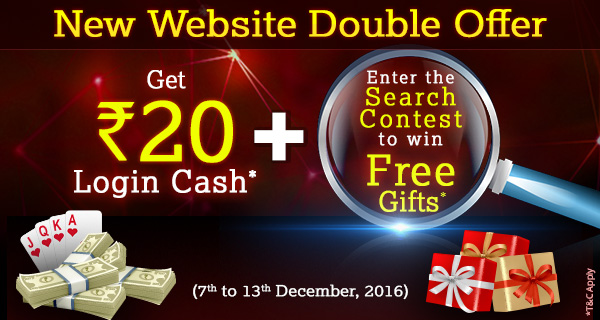 New Website Double Offer
Get
₹20
Login Cash*
+
Enter the
Search
Contest
to win
Free
Gifts*
J Q K A
(7th to 13th December, 2016)
*T&C Apply